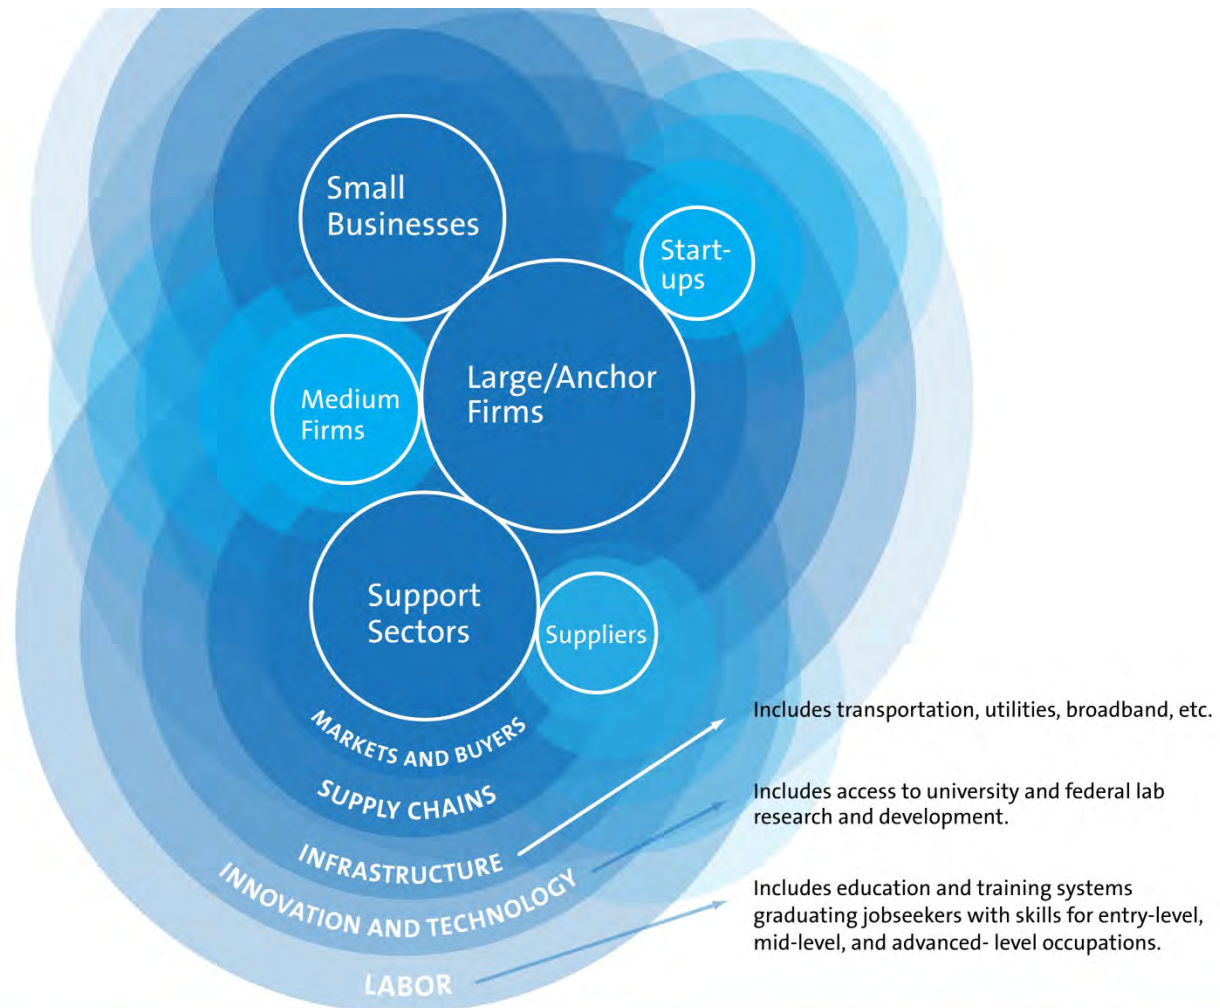 Small
Businesses
Start-
ups
Large/Anchor
Firms
Medium
Firms
Support
Sectors
Suppliers
MARKETS AND BUYERS
SUPPLY CHAINS
INFRASTRUCTURE
INNOVATION AND TECHNOLOGY
LABOR
Includes transportation, utilities, broadband, etc.
Includes access to university and federal lab
research and development.
Includes education and training systems
graduating jobseekers with skills for entry-level,
mid-level, and advanced- level occupations.